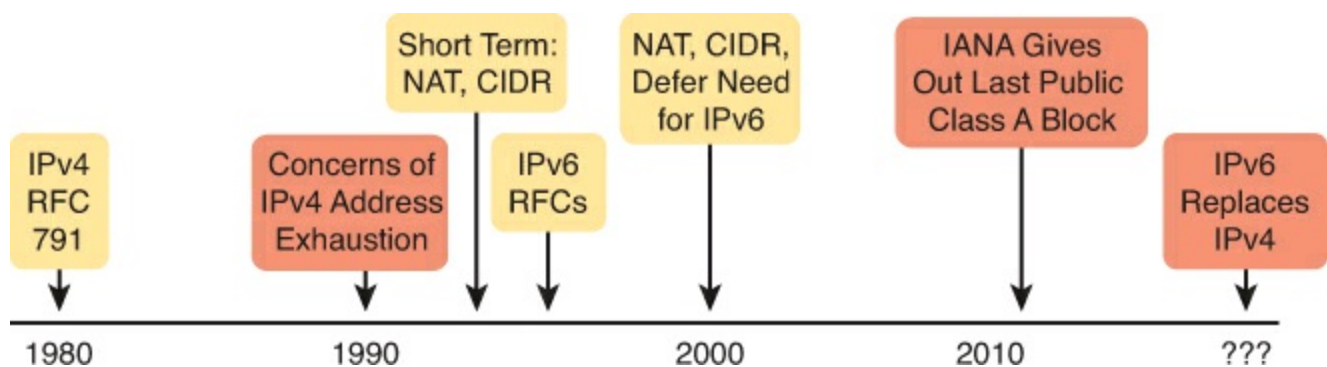 IPv4
RFC
791
Concerns of
IPv4 Address
Exhaustion
Short Term:
NAT, CIDR
IPv6
RFCs
NAT, CIDR,
Defer Need
for IPv6
IANA Gives
Out Last Public
Class A Block
IPv6
Replaces
IPv4
1980
1990
2000
2010
???